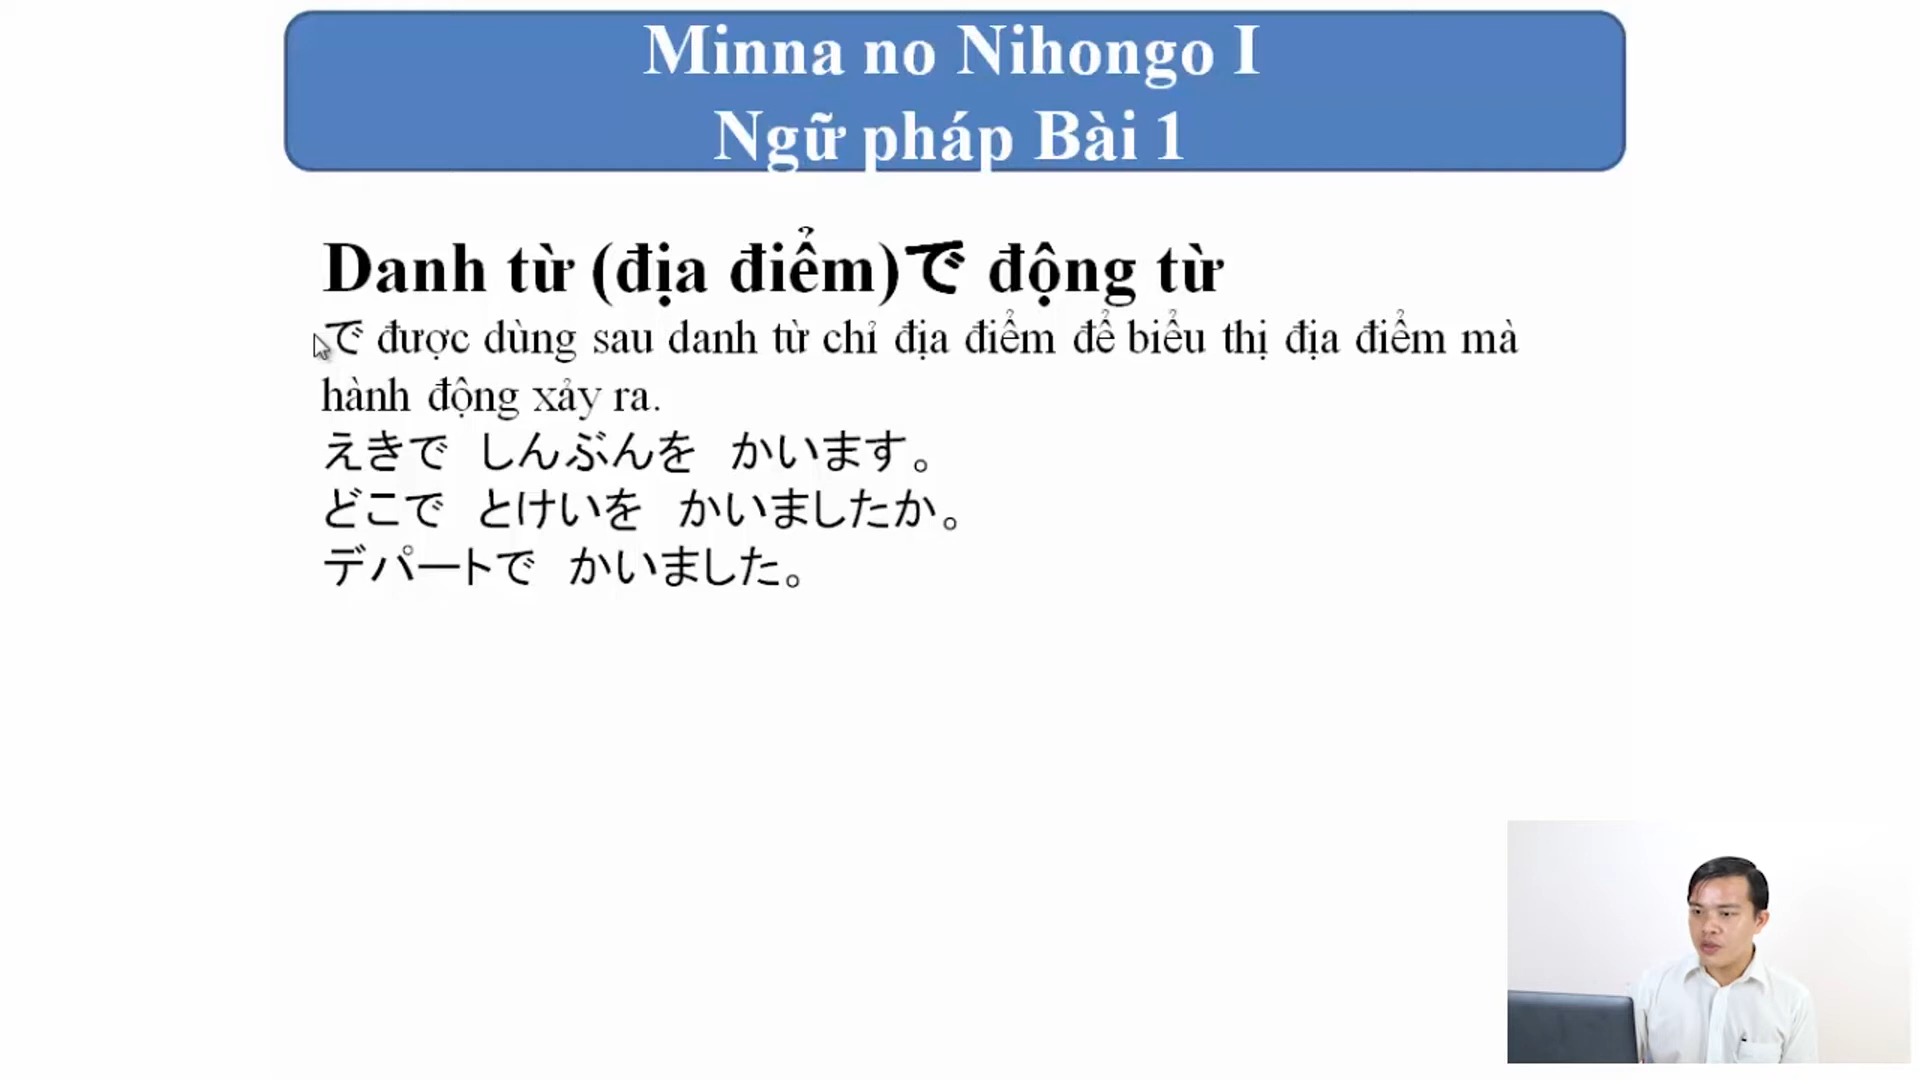 Minna no Nihongo I
Ngữ pháp Bài 1
Danh từ (địa điểm)で động từ
で được dùng sau danh từ chỉ địa điểm để biểu thị địa điểm mà
hành động xảy ra.
えきで　しんぶんを　かいます。
どこで　とけいを　かいましたか。
デパートで　かいました。